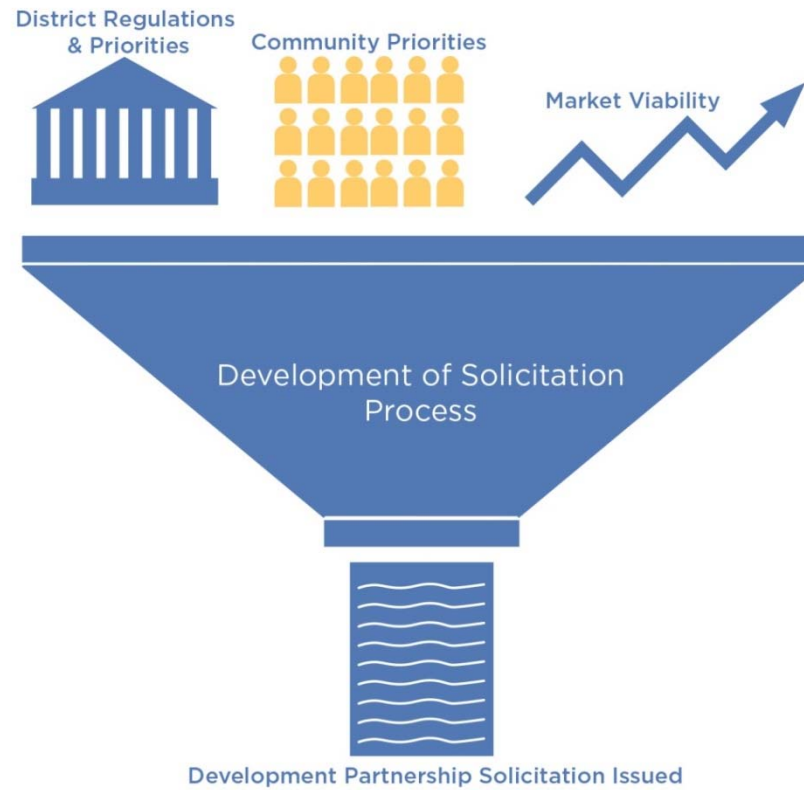 District Regulations
& Priorities
Community Priorities
Market Viability
Development of Solicitation
Process
Development Partnership Solicitation Issued